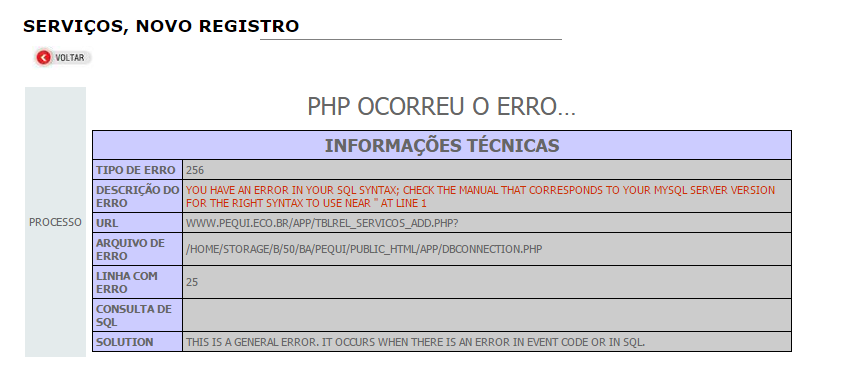 SERVIÇOS, NOVO REGISTRO
VOLTAR
PHP OCORREU O ERRO...
INFORMAÇÕES TÉCNICAS
PROCESSO
TIPO DE ERRO 256
DESCRIÇÃO DO ERRO YOU HAVE AN ERROR IN YOUR SQL SYNTAX; CHECK THE MANUAL THAT CORRESPONDS TO YOUR MYSQL SERVER VERSION
FOR THE RIGHT SYNTAX TO USE NEAR '' AT LINE 1
URL WWW.PEQUI.ECO.BR/APP/TBLREL_SERVICOS_ADD.PHP?
ARQUIVO DE ERRO /HOME/STORAGE/B/50/BA/PEQUI/PUBLIC_HTML/APP/DBCONNECTION.PHP
LINHA COM ERRO 25
CONSULTA DE SQL
SOLUTION THIS IS A GENERAL ERROR. IT OCCURS WHEN THERE IS AN ERROR IN EVENT CODE OR IN SQL.